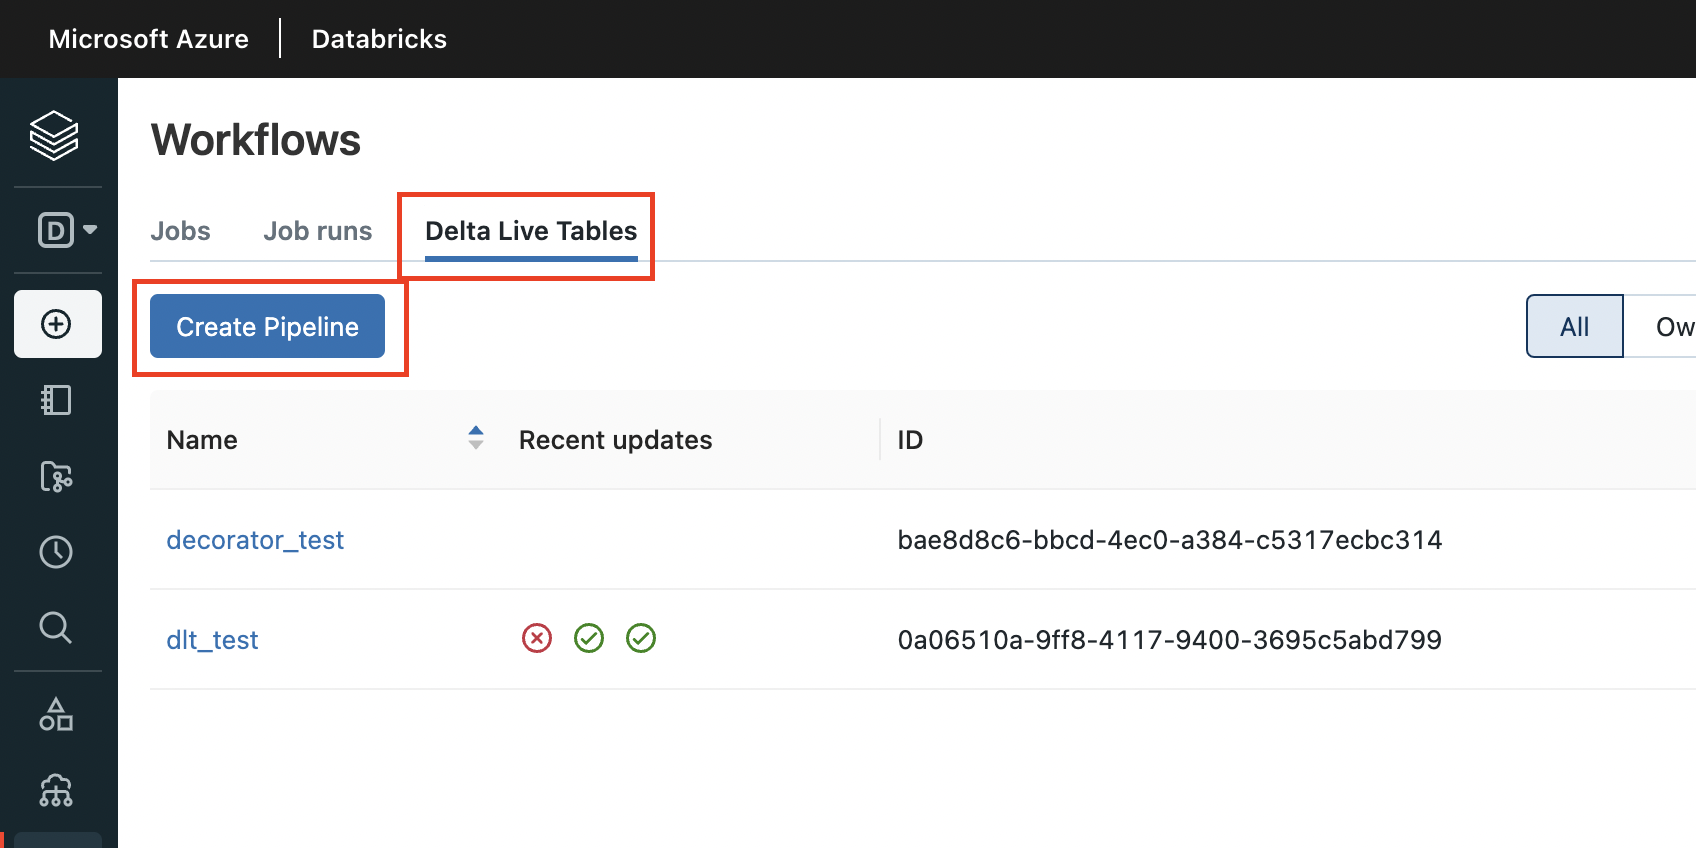 Microsoft Azure Databricks
Workflows
D
Jobs Job runs Delta Live Tables
Create Pipeline All
Name Recent updates ID
decorator_test bae8d8c6-bbcd-4ec0-a384-c5317ecbc314
dlt_test 0a06510a-9ff8-4117-9400-3695c5abd799